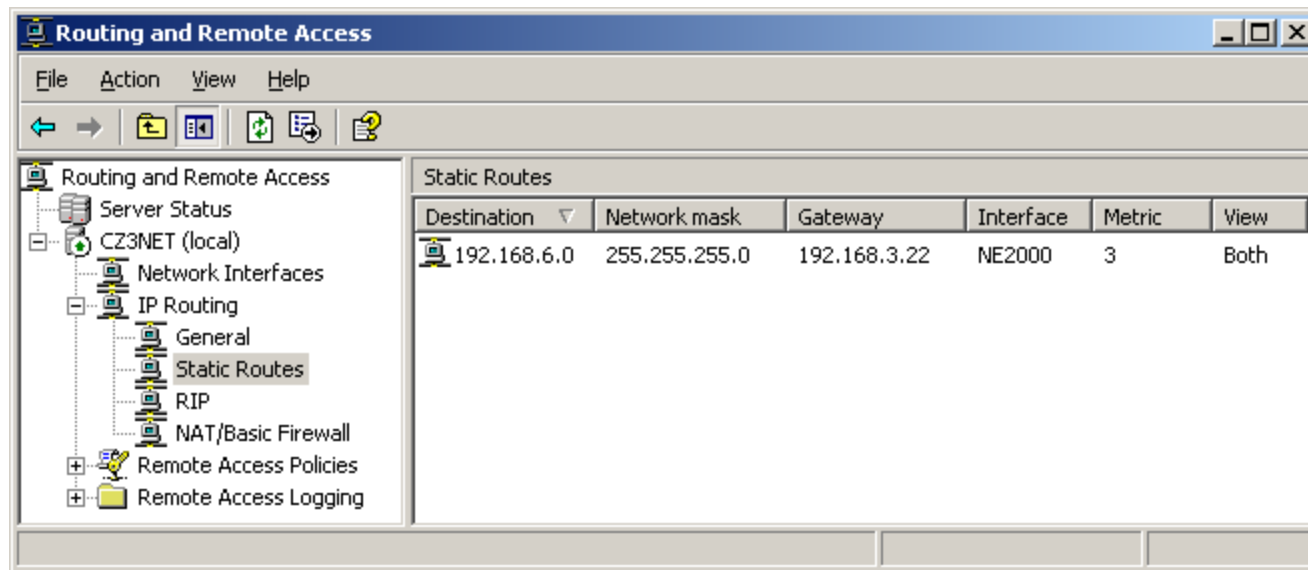 Routing and Remote Access
File Action View Help
Routing and Remote Access
Server Status
CZ3NET (local)
Network Interfaces
IP Routing
General
Static Routes
RIP
NAT/Basic Firewall
Remote Access Policies
Remote Access Logging
Static Routes
Destination Network mask Gateway Interface Metric View
192.168.6.0 255.255.255.0 192.168.3.22 NE2000 3 Both